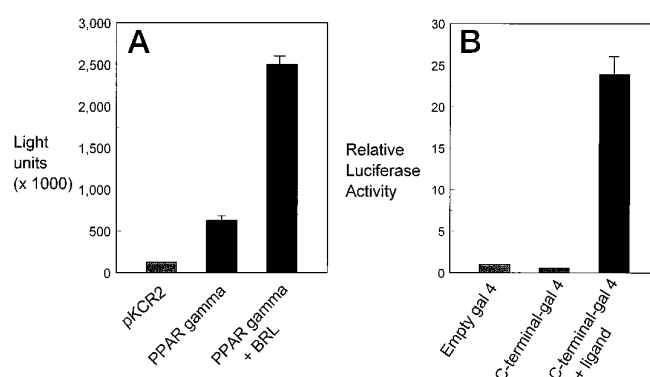 A
3,000
2,500
2,000
1,500
1,000
500
0
Light
units
(x 1000)
pKCR2
PPAR gamma
PPAR gamma
+ BRL
B
30
25
20
15
10
5
0
Relative
Luciferase
Activity
Empty gal 4
C-terminal-gal 4
C-terminal-gal 4
+ ligand